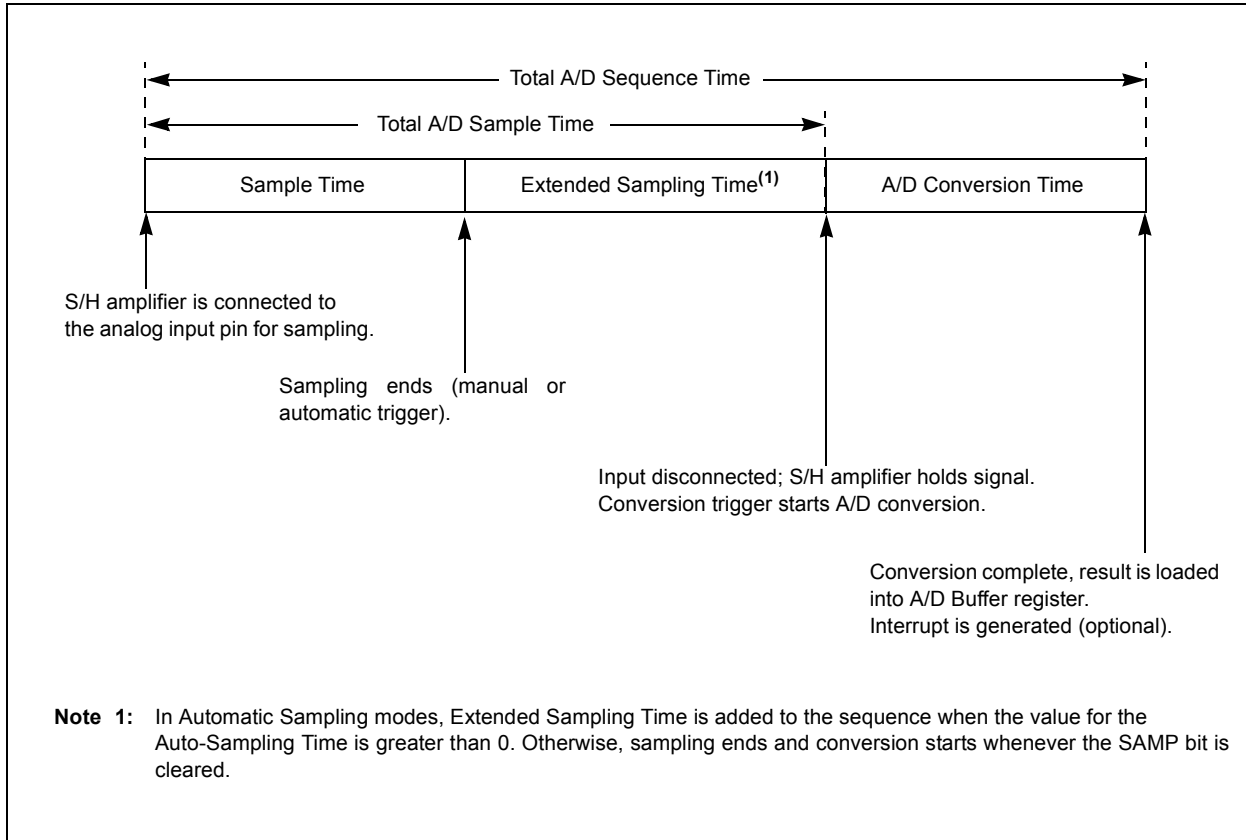 Total A/D Sequence Time
Total A/D Sample Time
Sample Time
Extended Sampling Time(1)
A/D Conversion Time
S/H amplifier is connected to
the analog input pin for sampling.
Sampling ends (manual or
automatic trigger).
Input disconnected; S/H amplifier holds signal.
Conversion trigger starts A/D conversion.
Conversion complete, result is loaded
into A/D Buffer register.
Interrupt is generated (optional).
Note 1: In Automatic Sampling modes, Extended Sampling Time is added to the sequence when the value for the
Auto-Sampling Time is greater than 0. Otherwise, sampling ends and conversion starts whenever the SAMP bit is
cleared.